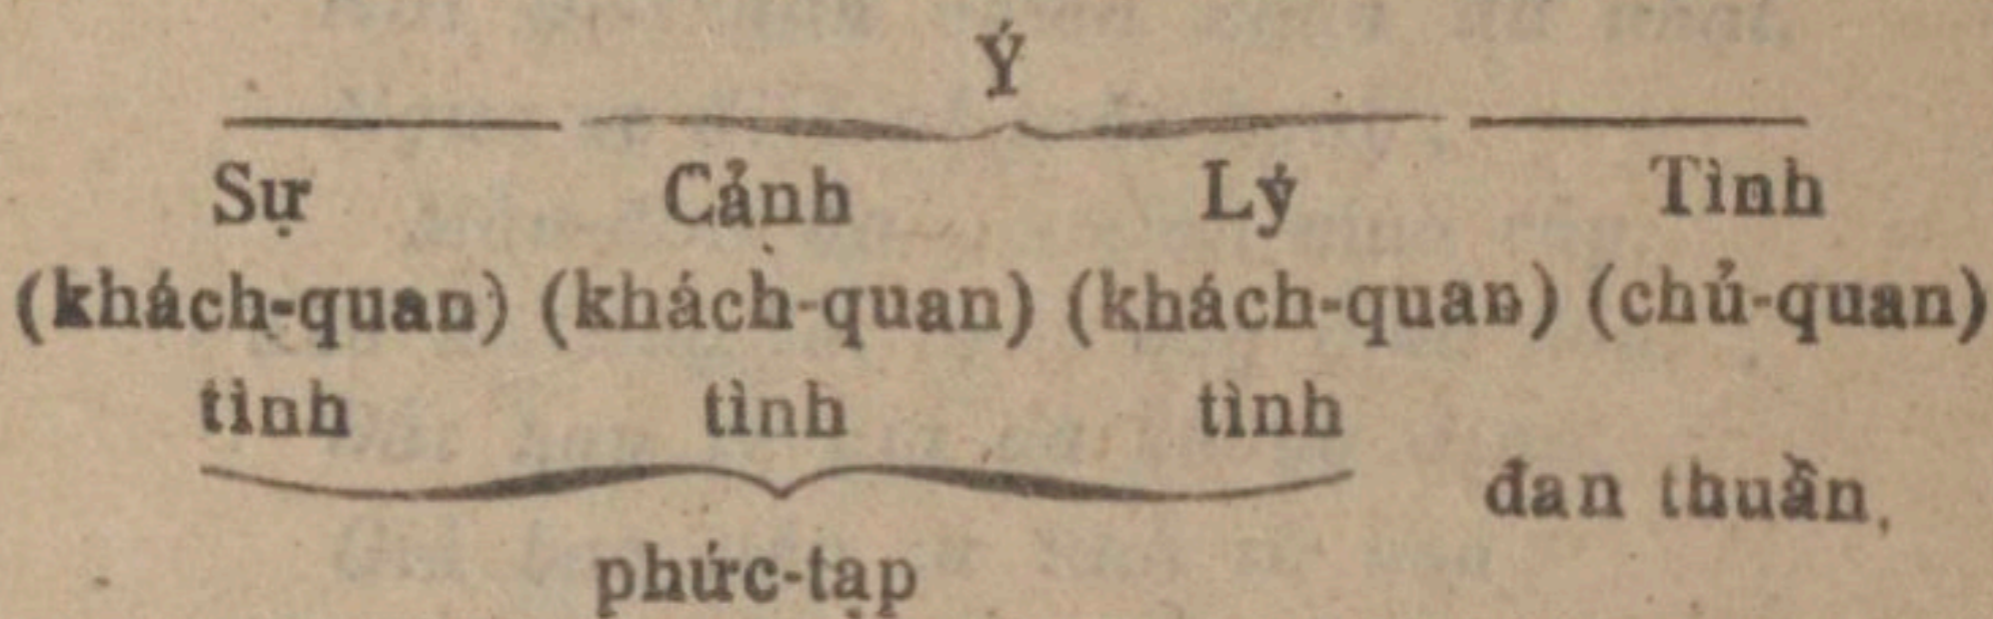 Ý
Sự Cảnh Lý Tình
(khách-quan) (khách-quan) (khách-quan) (chủ-quan)
tình tình tình
đan thuần,
phức-tạp